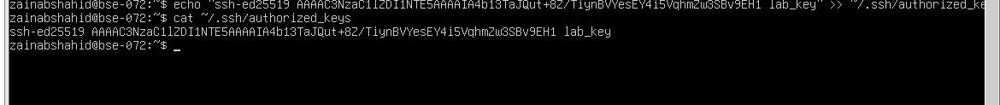 zainabshahid@bse-072:~$ echo "ssh-ed25519 AAAAC3NzaC1lZDI1NTE5AAAAIA4b13TaJQut+8Z/TiynBVYesEY4i5VqhmZw3SBv9EH1 lab_key" >> ~/.ssh/authorized_ke
zainabshahid@bse-072:~$ cat ~/.ssh/authorized_keys
ssh-ed25519 AAAAC3NzaC1lZDI1NTE5AAAAIA4b13TaJQut+8Z/TiynBVYesEY4i5VqhmZw3SBv9EH1 lab_key
zainabshahid@bse-072:~$ _